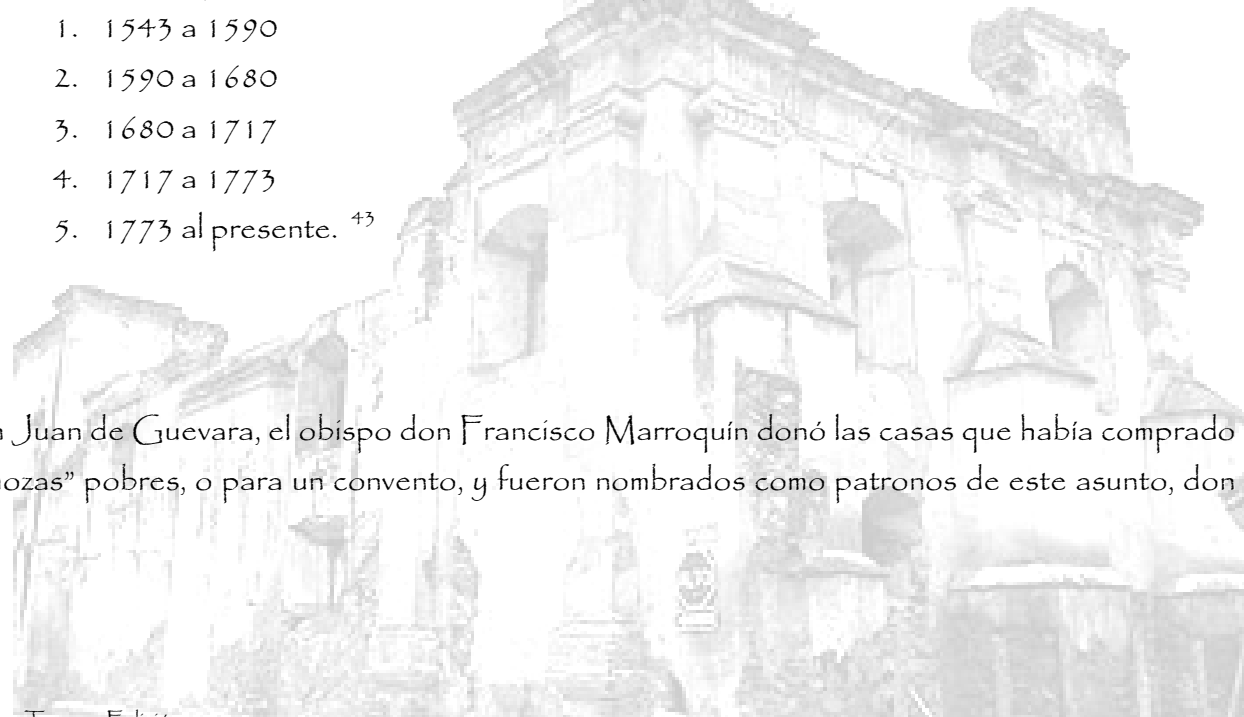 1. 1543 a 1590
2. 1590 a 1680
3. 1680 a 1717
4. 1717 a 1773
5. 1773 al presente. 43
Juan de Guevara, el obispo don Francisco Marroquín donó las casas que había comprado
pobres, o para un convento, y fueron nombrados como patronos de este asunto, don